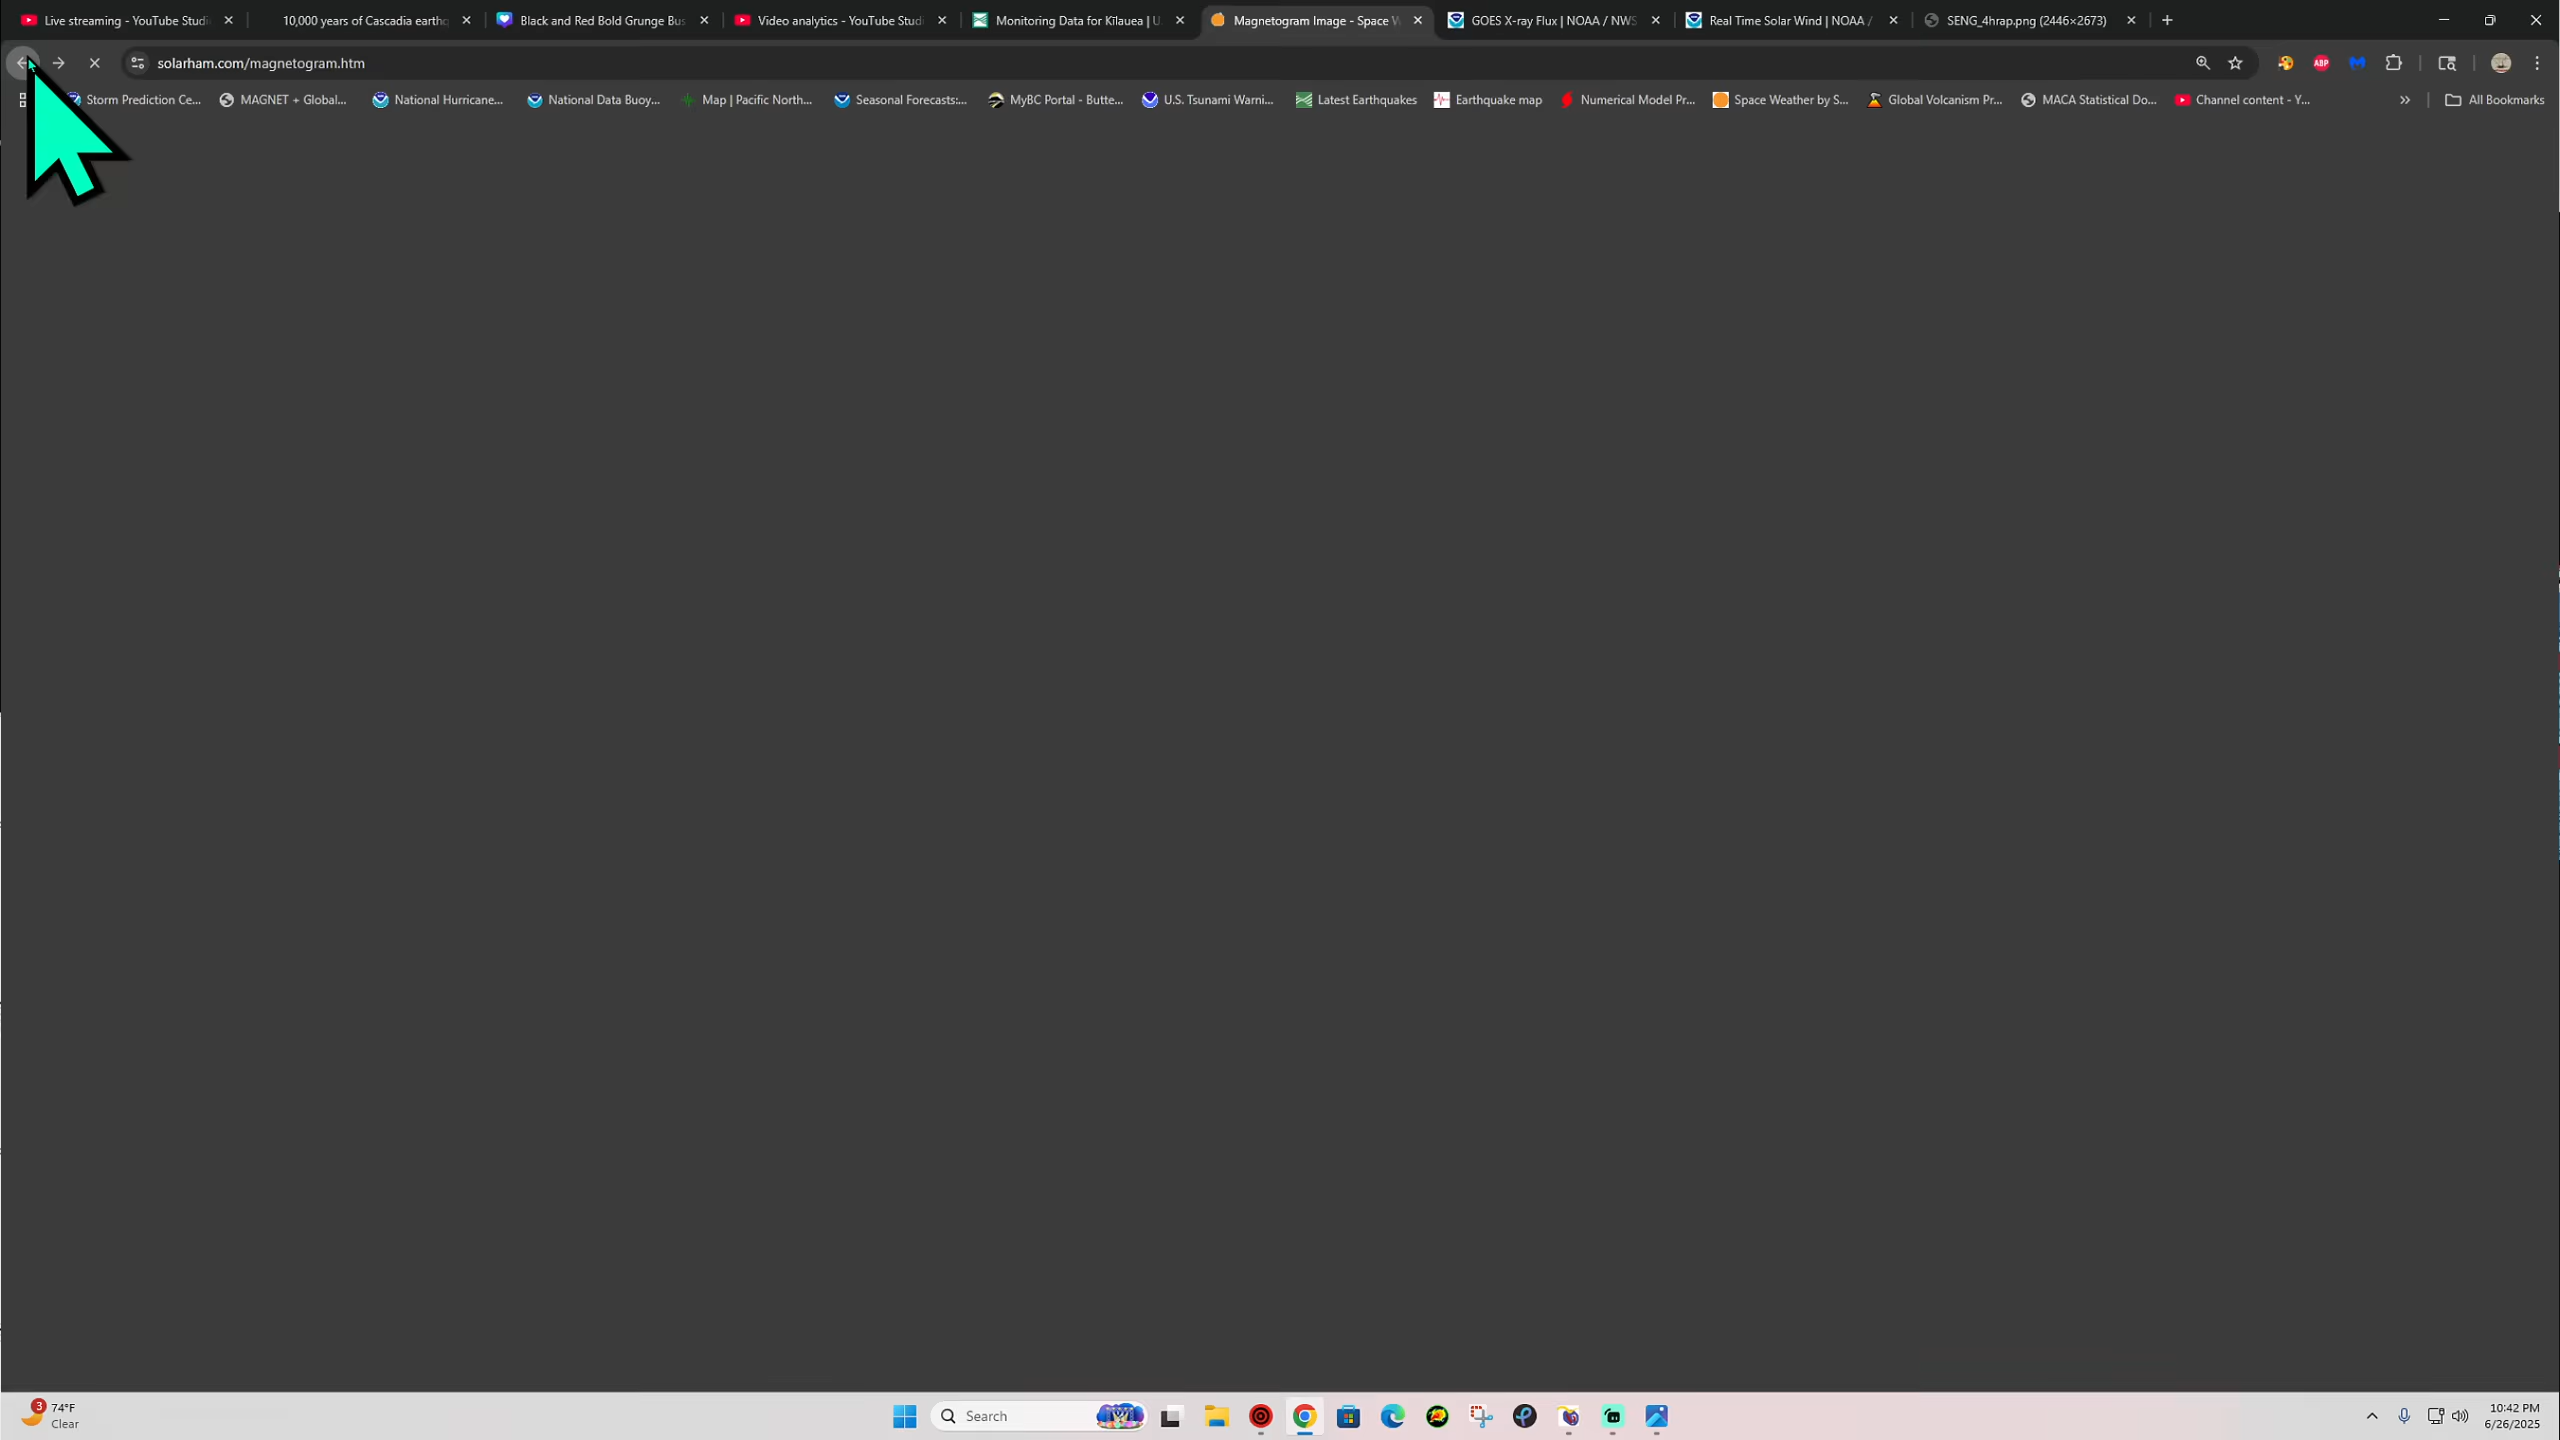 Live streaming - YouTube Studi
10,000 years of Cascadia earthq
Black and Red Bold Grunge Bus
Video analytics - YouTube Studi
Monitoring Data for Kīlauea | U.
Magnetogram Image - Space W
GOES X-ray Flux | NOAA / NWS
Real Time Solar Wind | NOAA /
SENG_4hrap.png (2446×2673)
solarham.com/magnetogram.htm
ABP
Storm Prediction Ce...
MAGNET + Global...
National Hurricane...
National Data Buoy...
Map | Pacific North...
Seasonal Forecasts:...
MyBC Portal - Butte...
U.S. Tsunami Warni...
Latest Earthquakes
Earthquake map
Numerical Model Pr...
Space Weather by S...
Global Volcanism Pr...
MACA Statistical Do...
Channel content - Y...
All Bookmarks
3
74°F
Clear
Search
10:42 PM
6/26/2025